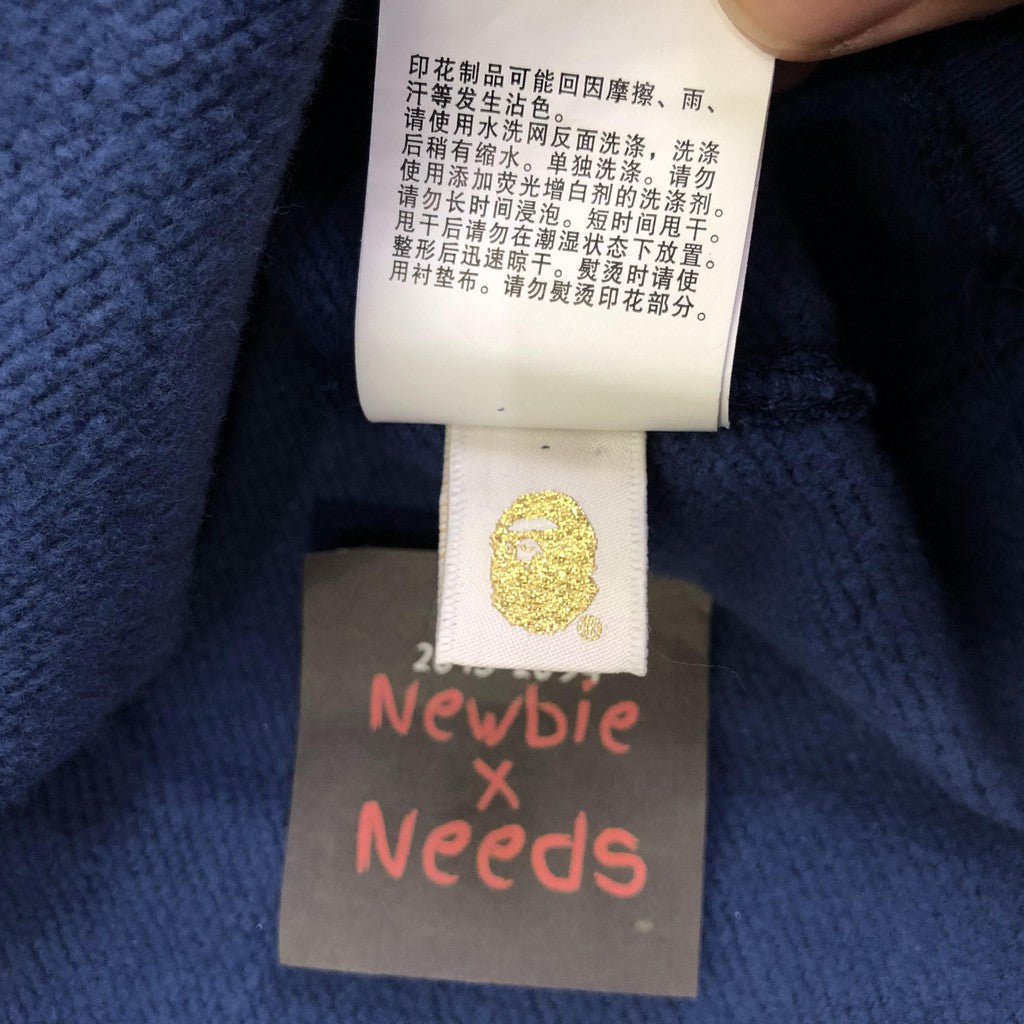 印花制品可能回因摩擦、雨、
汗等发生沾色。
请使用水洗网反面洗涤，洗涤
后稍有缩水。单独洗涤。请勿
使用添加荧光增白剂的洗涤剂。
请勿长时间浸泡。短时间甩干。
甩干后请勿在潮湿状态下放置。
整形后迅速晾干。熨烫时请使
用衬垫布。请勿熨烫印花部分。
Newbie
x
Needs